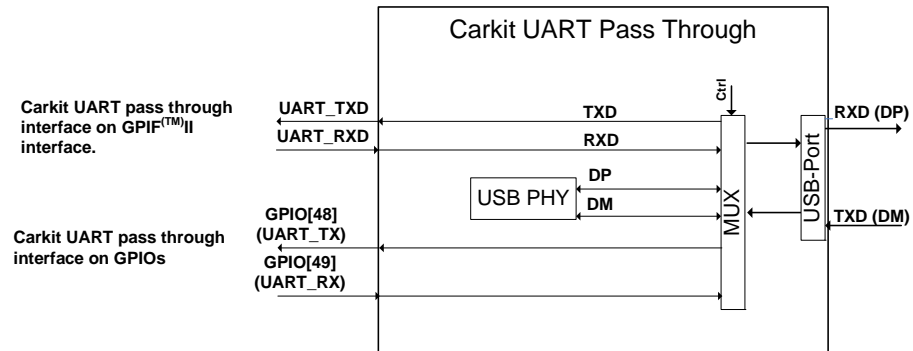 Carkit UART Pass Through
Ctrl
Carkit UART pass through
interface on GPIF(TM)II
interface.
UART_TXD
TXD
UART_RXD
RXD
RXD (DP)
USB-Port
MUX
DP
USB PHY
DM
TXD (DM)
Carkit UART pass through
interface on GPIOs
GPIO[48]
(UART_TX)
GPIO[49]
(UART_RX)